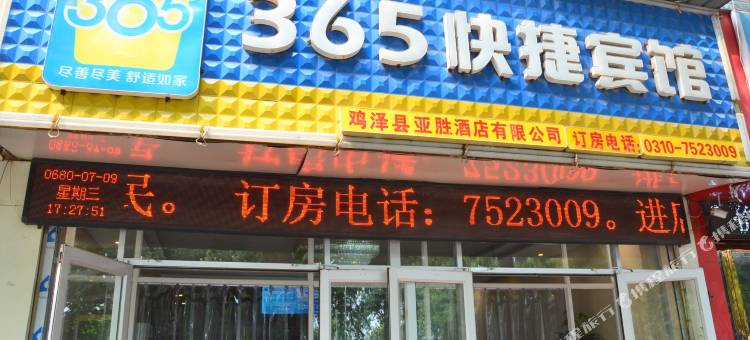 365
尽善尽美 舒适如家
365快捷宾馆
鸡泽县亚胜酒店有限公司 订房电话:0310-7523009
0680-07-09
星期三
17:27:51
民。 订房电话：7523009。进店